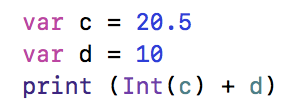 var c = 20.5
var d = 10
print (Int(c) + d)